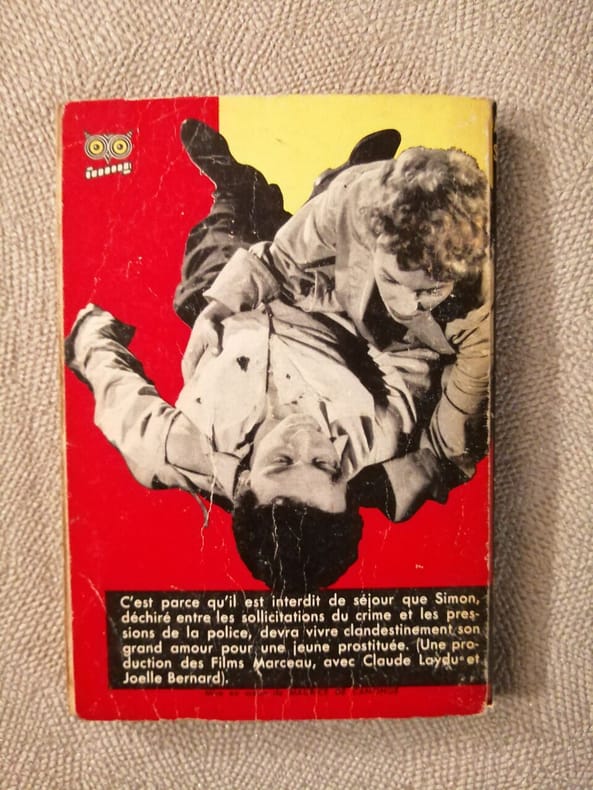 C'est parce qu'il est interdit de séjour que Simon,
déchiré entre les sollicitations du crime et les pres-
sions de la police, devra vivre clandestinement son
grand amour pour une jeune prostituée. (Une pro-
duction des Films Marceau, avec Claude Laydu et
Joelle Bernard).
DE CANONGE